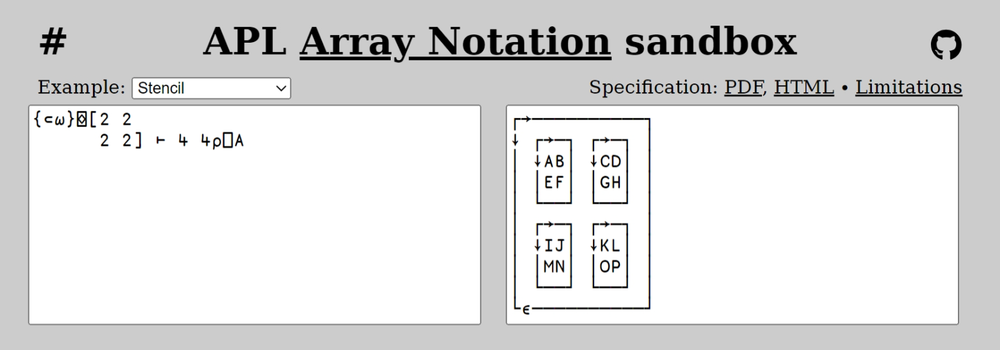 # APL Array Notation sandbox
Example: Stencil
Specification: PDF, HTML • Limitations
{⊂⍵}⌺[2 2
      2 2] ⊢ 4 4⍴⎕A
┌→──────────┐
↓ ┌→─┐ ┌→─┐ │
│ ↓AB│ ↓CD│ │
│ │EF│ │GH│ │
│ └──┘ └──┘ │
│ ┌→─┐ ┌→─┐ │
│ ↓IJ│ ↓KL│ │
│ │MN│ │OP│ │
│ └──┘ └──┘ │
└∊──────────┘